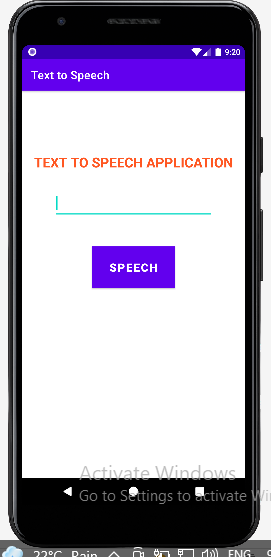 9:20
Text to Speech
TEXT TO SPEECH APPLICATION
SPEECH
Activate Windows
Go to Settings to activate Win
22°C Rain
ENG